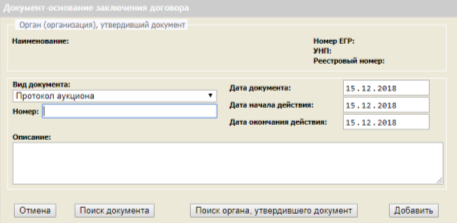 Документ-основание заключения договора
Орган (организация), утвердивший документ
Наименование:
Номер ЕГР:
УНП:
Реестровый номер:
Вид документа:
Протокол аукциона
Номер:
Дата документа: 15.12.2018
Дата начала действия: 15.12.2018
Дата окончания действия: 15.12.2018
Описание:
Отмена Поиск документа Поиск органа, утвердившего документ Добавить